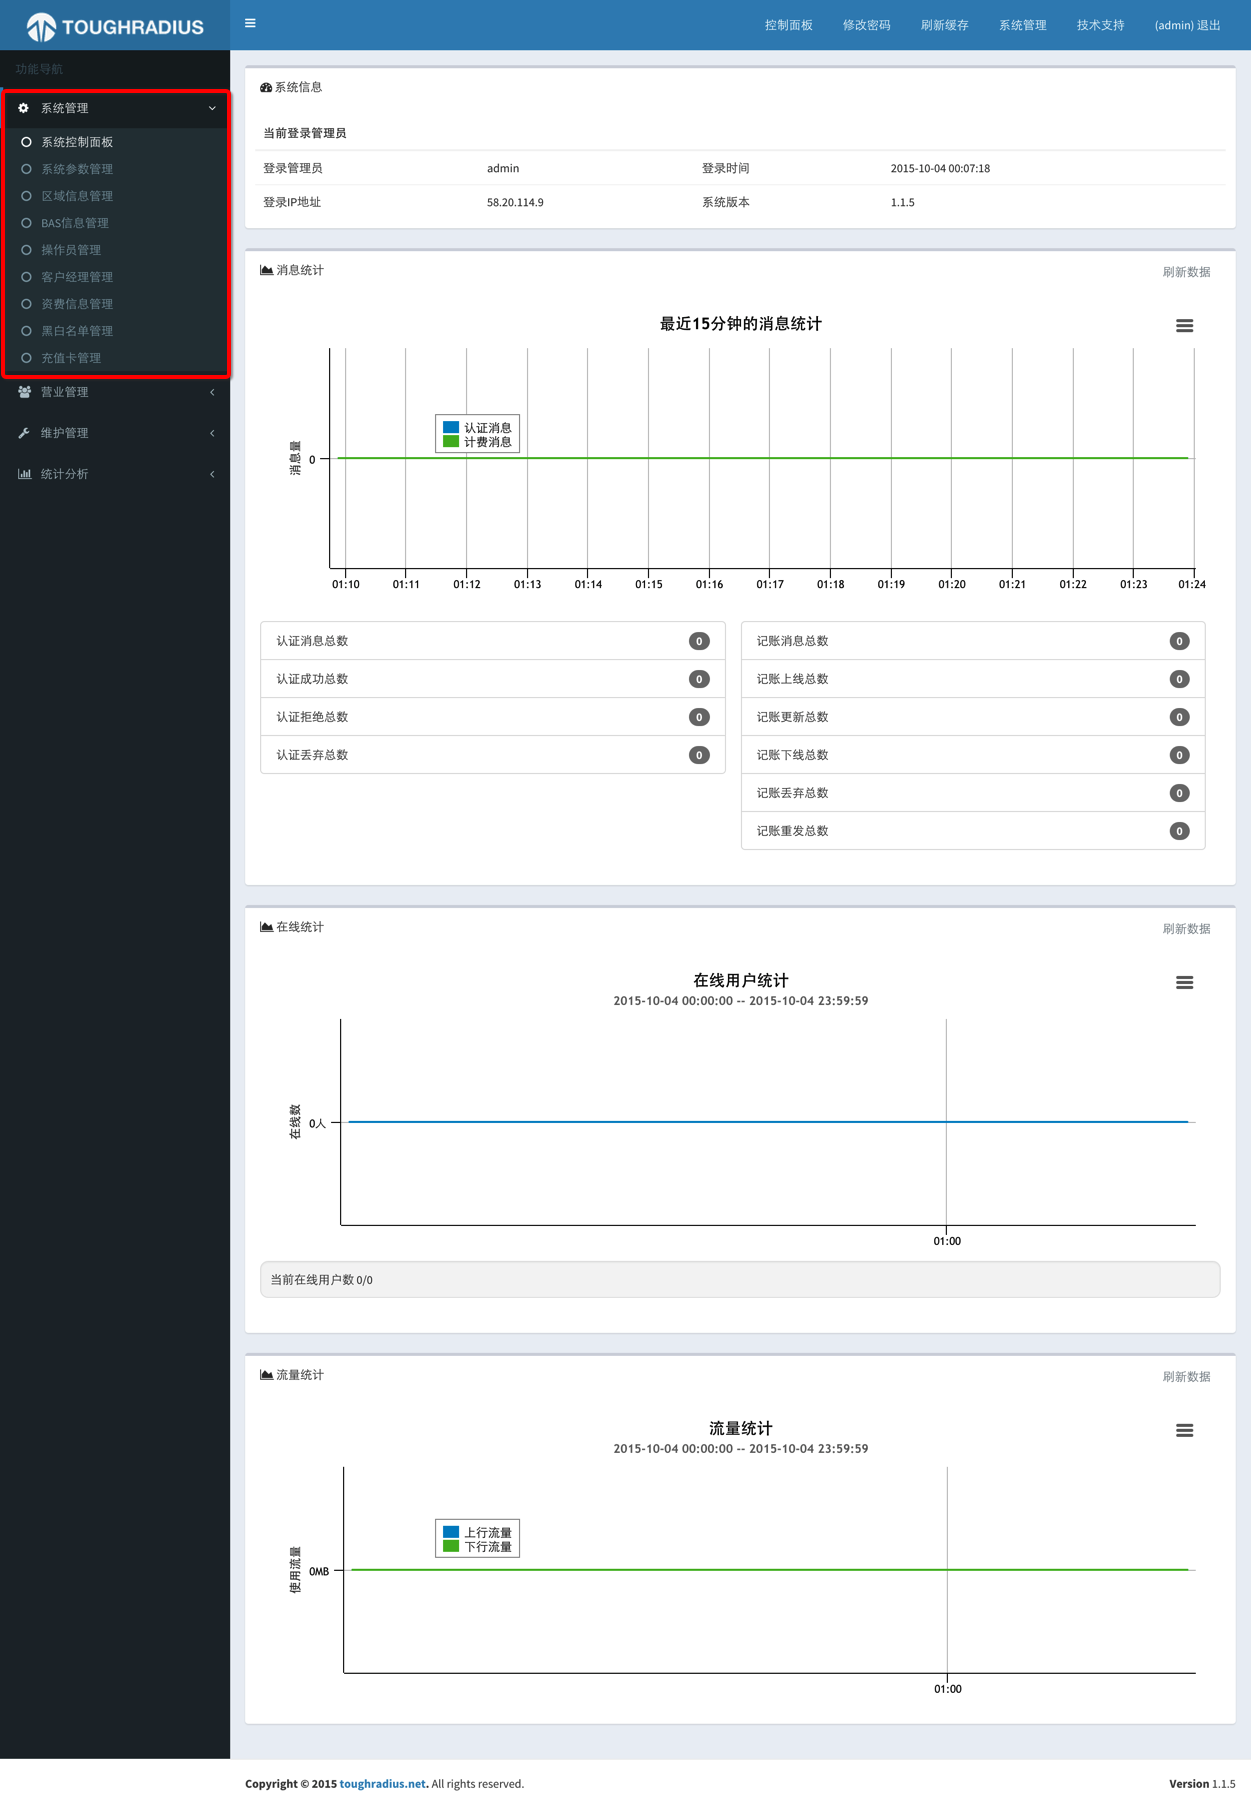 TOUGHRADIUS
控制面板 修改密码 刷新缓存 系统管理 技术支持 (admin) 退出
功能导航
系统管理
系统控制面板
系统参数管理
区域信息管理
BAS信息管理
操作员管理
客户经理管理
资费信息管理
黑白名单管理
充值卡管理
营业管理
维护管理
统计分析
系统信息
当前登录管理员
登录管理员 admin 登录时间 2015-10-04 00:07:18
登录IP地址 58.20.114.9 系统版本 1.1.5
消息统计 刷新数据
最近15分钟的消息统计
认证消息
计费消息
消息量
0
01:10 01:11 01:12 01:13 01:14 01:15 01:16 01:17 01:18 01:19 01:20 01:21 01:22 01:23 01:24
认证消息总数 0
认证成功总数 0
认证拒绝总数 0
认证丢弃总数 0
记账消息总数 0
记账上线总数 0
记账更新总数 0
记账下线总数 0
记账丢弃总数 0
记账重发总数 0
在线统计 刷新数据
在线用户统计
2015-10-04 00:00:00 -- 2015-10-04 23:59:59
在线数
0人
01:00
当前在线用户数 0/0
流量统计 刷新数据
流量统计
2015-10-04 00:00:00 -- 2015-10-04 23:59:59
上行流量
下行流量
使用流量
0MB
01:00
Copyright © 2015 toughradius.net. All rights reserved. Version 1.1.5